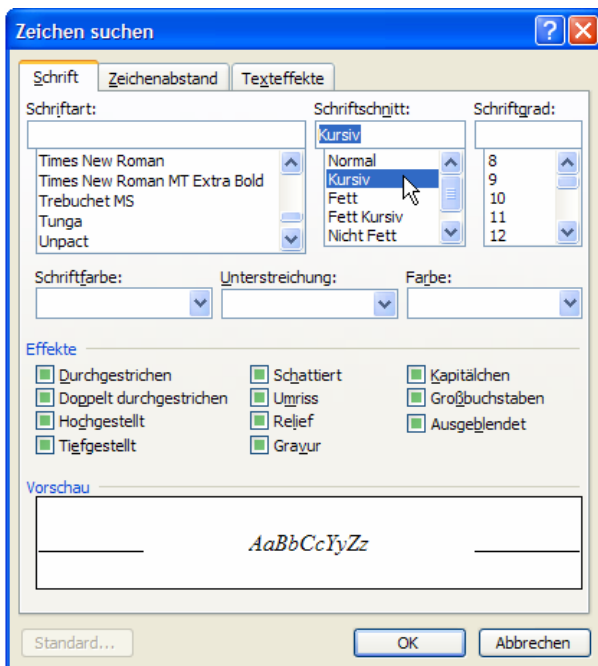 Zeichen suchen
Schrift Zeichenabstand Texteffekte
Schriftart: Schriftschnitt: Schriftgrad:
Kursiv
Times New Roman Normal 8
Times New Roman MT Extra Bold Kursiv 9
Trebuchet MS Fett 10
Tunga Fett Kursiv 11
Unpact Nicht Fett 12
Schriftfarbe: Unterstreichung: Farbe:
Effekte
Durchgestrichen Schattiert Kapitälchen
Doppelt durchgestrichen Umriss Großbuchstaben
Hochgestellt Relief Ausgeblendet
Tiefgestellt Gravur
Vorschau
AaBbCcYyZz
Standard... OK Abbrechen